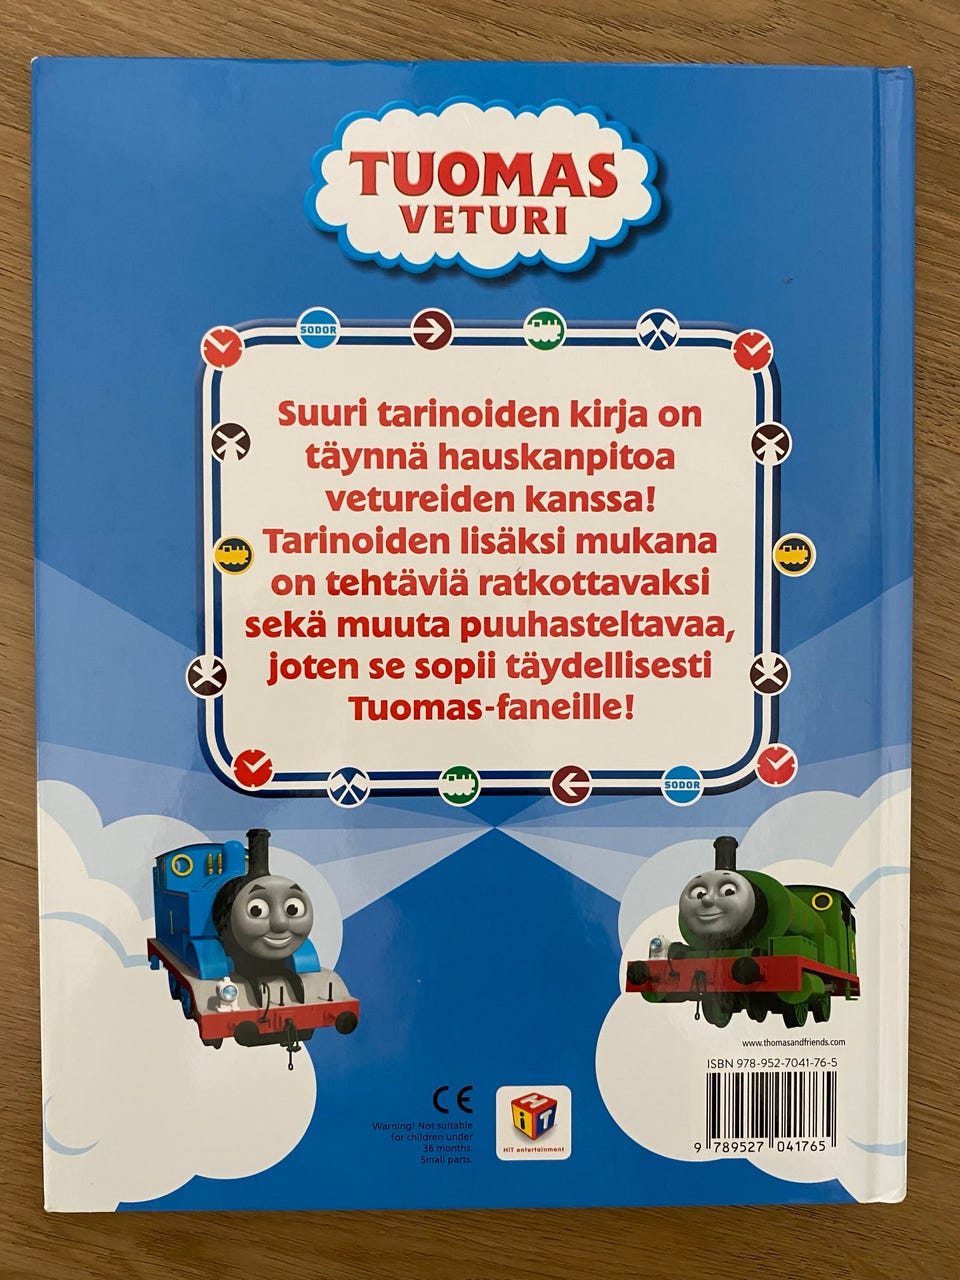 TUOMAS
VETURI
SODOR
Suuri tarinoiden kirja on
täynnä hauskanpitoa
vetureiden kanssa!
Tarinoiden lisäksi mukana
on tehtäviä ratkottavaksi
sekä muuta puuhasteltavaa,
joten se sopii täydellisesti
Tuomas-faneille!
SODOR
1
www.thomasandfriends.com
ISBN 978-952-7041-76-5
CE
Warning! Not suitable
for children under
36 months.
Small parts.
HiT
HiT entertainment
9 789527 041765